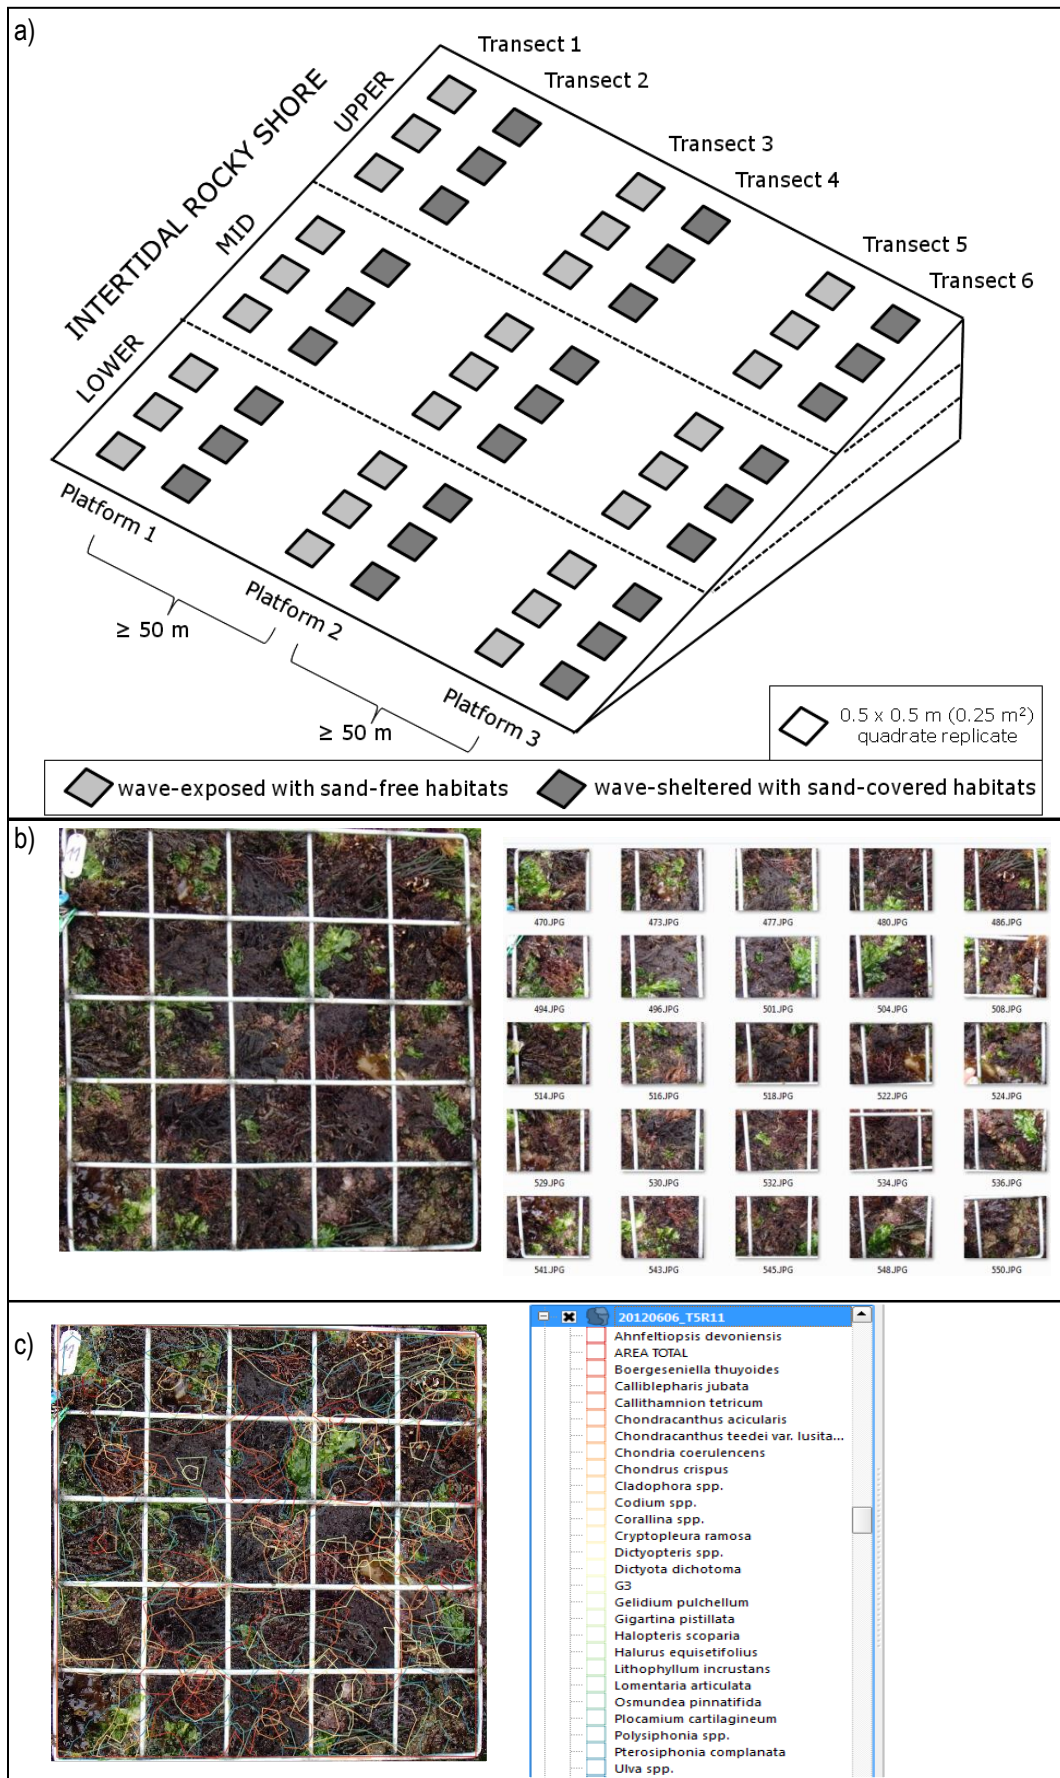 a)
Transect 1
Transect 2
Transect 3
Transect 4
Transect 5
Transect 6
INTERTIDAL ROCKY SHORE
UPPER
MID
LOWER
Platform 1
Platform 2
Platform 3
≥ 50 m
≥ 50 m
0.5 x 0.5 m (0.25 m²)
quadrate replicate
wave-exposed with sand-free habitats
wave-sheltered with sand-covered habitats
b)
11
470.JPG
473.JPG
477.JPG
480.JPG
486.JPG
494.JPG
496.JPG
501.JPG
504.JPG
508.JPG
514.JPG
516.JPG
518.JPG
522.JPG
524.JPG
529.JPG
530.JPG
532.JPG
534.JPG
536.JPG
541.JPG
543.JPG
545.JPG
548.JPG
550.JPG
c)
11
20120606_T5R11
Ahnfeltiopsis devoniensis
AREA TOTAL
Boergeseniella thuyoides
Calliblepharis jubata
Callithamnion tetricum
Chondracanthus acicularis
Chondracanthus teedei var. lusita...
Chondria coerulencens
Chondrus crispus
Cladophora spp.
Codium spp.
Corallina spp.
Cryptopleura ramosa
Dictyopteris spp.
Dictyota dichotoma
G3
Gelidium pulchellum
Gigartina pistillata
Halopteris scoparia
Halurus equisetifolius
Lithophyllum incrustans
Lomentaria articulata
Osmundea pinnatifida
Plocamium cartilagineum
Polysiphonia spp.
Pterosiphonia complanata
Ulva spp.